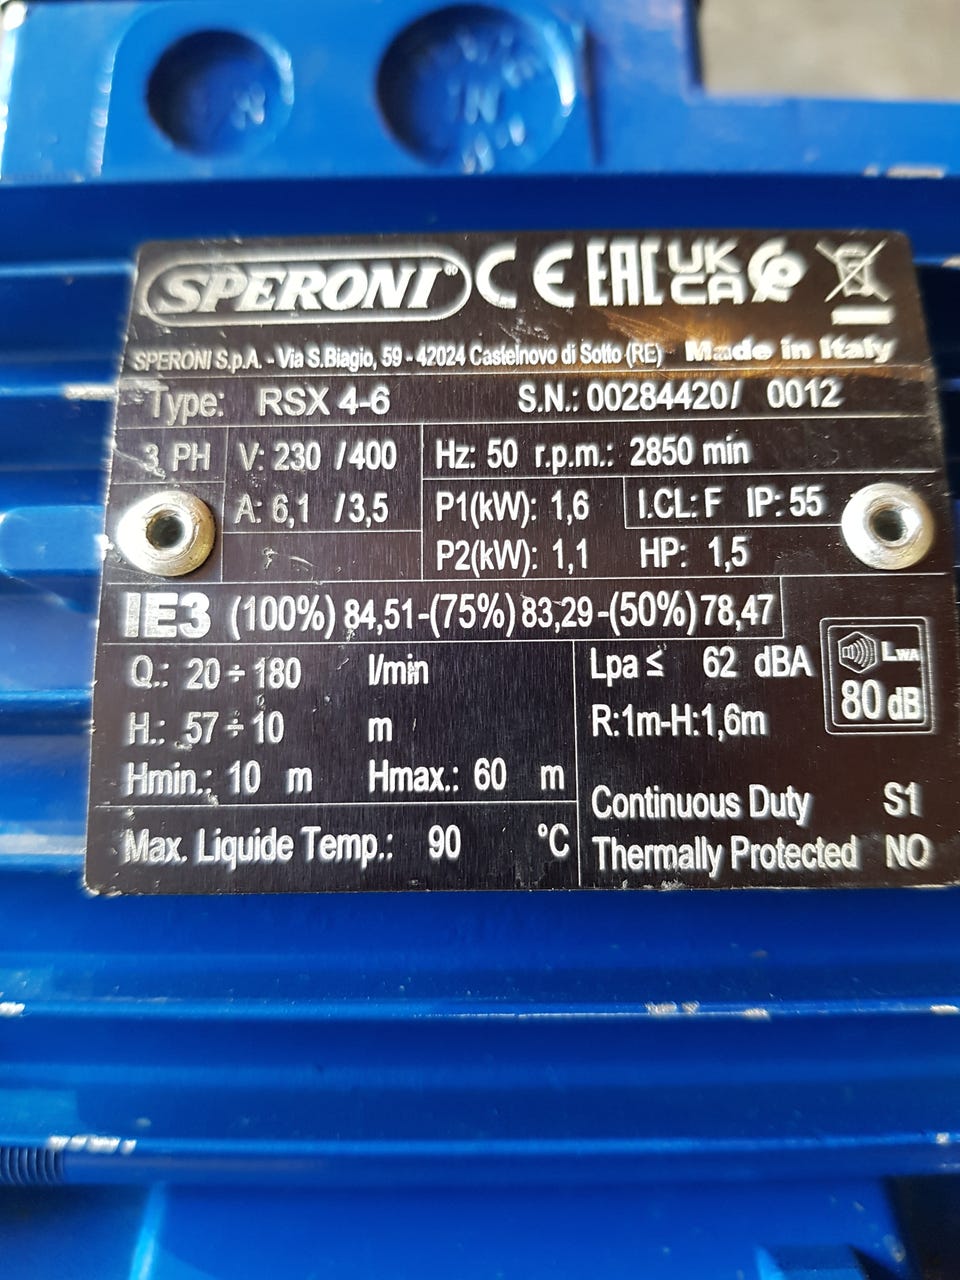 SPERONI® CE EAC UK CA
SPERONI S.p.A. - Via S.Biagio, 59 - 42024 Castelnovo di Sotto (RE) Made in Italy
Type: RSX 4-6 S.N.: 00284420/ 0012
3 PH V: 230 /400 Hz: 50 r.p.m.: 2850 min
A: 6,1 /3,5 P1(kW): 1,6 I.CL: F IP: 55
P2(kW): 1,1 HP: 1,5
IE3 (100%) 84,51-(75%) 83,29-(50%) 78,47
Q.: 20 ÷ 180 l/min Lpa ≤ 62 dBA LWA
H.: 57 ÷ 10 m R:1m-H:1,6m 80 dB
Hmin.: 10 m Hmax.: 60 m
Continuous Duty S1
Max. Liquide Temp.: 90 °C Thermally Protected NO